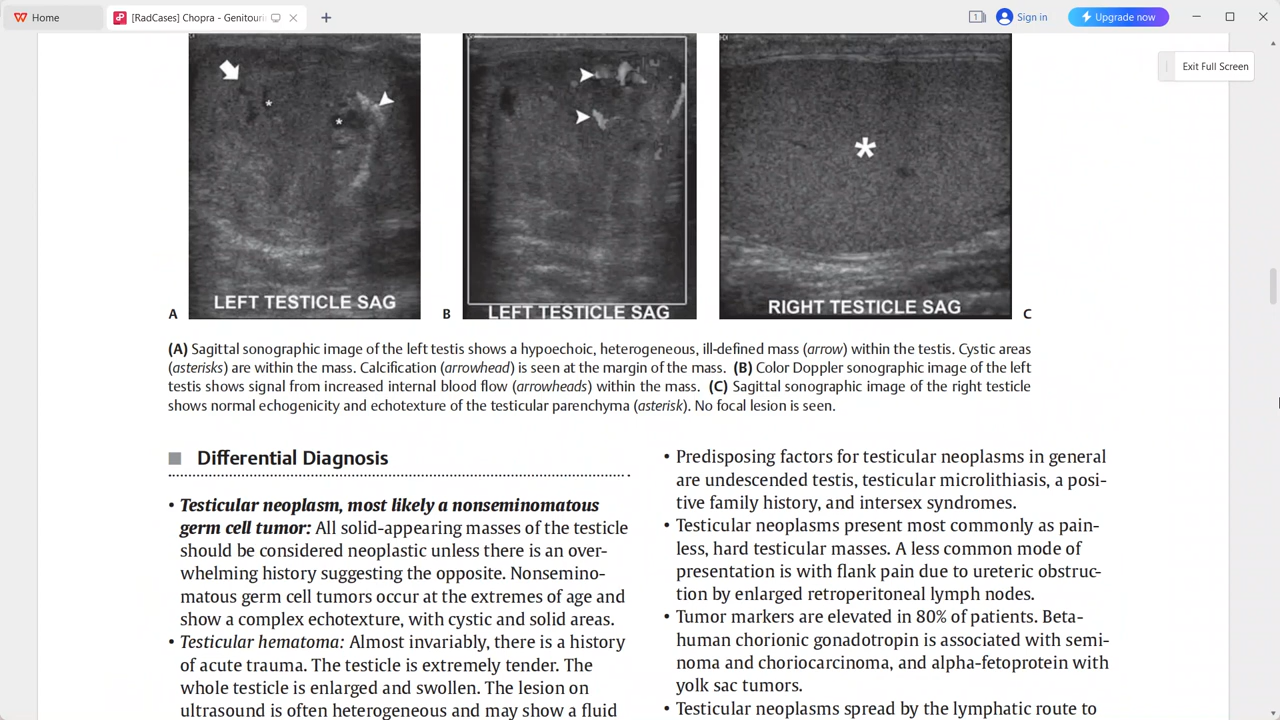 Home
[RadCases] Chopra - Genitouri
Sign in
Upgrade now
Exit Full Screen
LEFT TESTICLE SAG
LEFT TESTICLE SAG
RIGHT TESTICLE SAG
A
B
C
(A) Sagittal sonographic image of the left testis shows a hypoechoic, heterogeneous, ill-defined mass (arrow) within the testis. Cystic areas
(asterisks) are within the mass. Calcification (arrowhead) is seen at the margin of the mass. (B) Color Doppler sonographic image of the left
testis shows signal from increased internal blood flow (arrowheads) within the mass. (C) Sagittal sonographic image of the right testicle
shows normal echogenicity and echotexture of the testicular parenchyma (asterisk). No focal lesion is seen.
Differential Diagnosis
• Testicular neoplasm, most likely a nonseminomatous
germ cell tumor: All solid-appearing masses of the testicle
should be considered neoplastic unless there is an over-
whelming history suggesting the opposite. Nonsemino-
matous germ cell tumors occur at the extremes of age and
show a complex echotexture, with cystic and solid areas.
• Testicular hematoma: Almost invariably, there is a history
of acute trauma. The testicle is extremely tender. The
whole testicle is enlarged and swollen. The lesion on
ultrasound is often heterogeneous and may show a fluid
• Predisposing factors for testicular neoplasms in general
are undescended testis, testicular microlithiasis, a posi-
tive family history, and intersex syndromes.
• Testicular neoplasms present most commonly as pain-
less, hard testicular masses. A less common mode of
presentation is with flank pain due to ureteric obstruc-
tion by enlarged retroperitoneal lymph nodes.
• Tumor markers are elevated in 80% of patients. Beta-
human chorionic gonadotropin is associated with semi-
noma and choriocarcinoma, and alpha-fetoprotein with
yolk sac tumors.
• Testicular neoplasms spread by the lymphatic route to